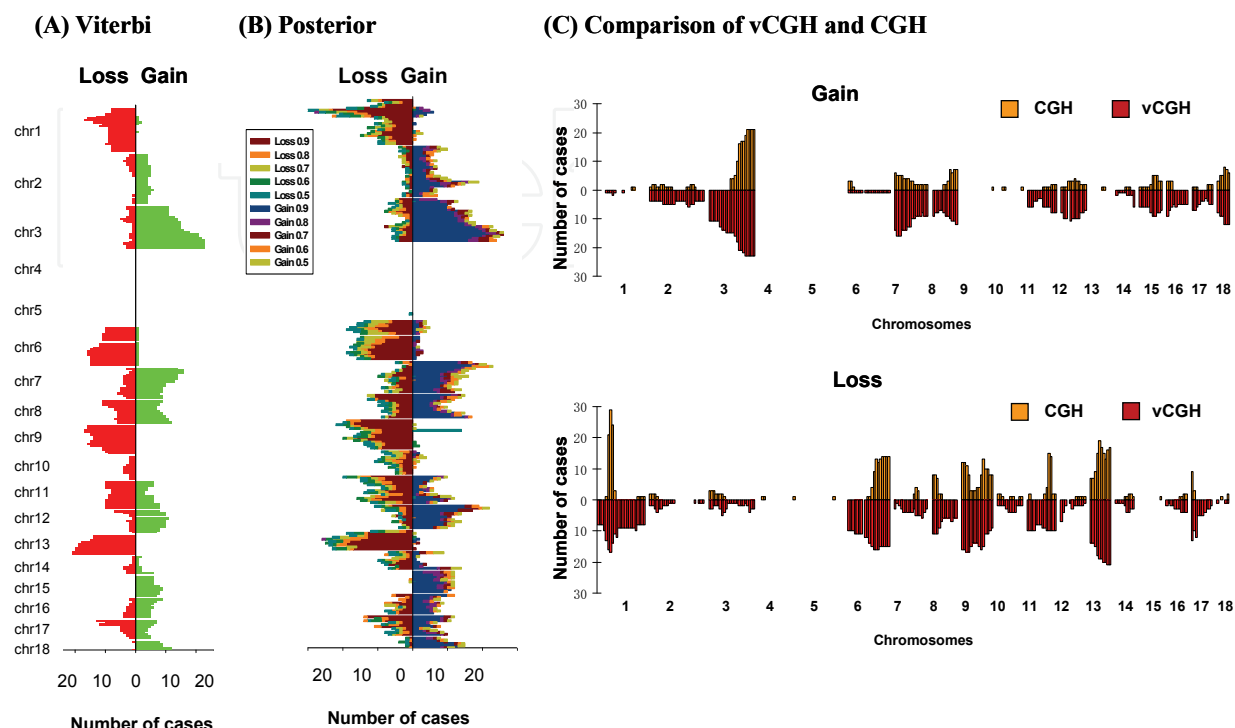 (A) Viterbi
(B) Posterior
(C) Comparison of vCGH and CGH
Loss Gain
chr1
chr2
chr3
chr4
chr5
chr6
chr7
chr8
chr9
chr10
chr11
chr12
chr13
chr14
chr15
chr16
chr17
chr18
20 10 0 10 20
Number of cases
Loss Gain
Loss 0.9
Loss 0.8
Loss 0.7
Loss 0.6
Loss 0.5
Gain 0.9
Gain 0.8
Gain 0.7
Gain 0.6
Gain 0.5
20 10 0 10 20
Number of cases
Gain
CGH vCGH
Number of cases
30
20
10
0
10
20
30
1 2 3 4 5 6 7 8 9 10 11 12 13 14 15 16 17 18
Chromosomes
Loss
CGH vCGH
Number of cases
30
20
10
0
10
20
30
1 2 3 4 5 6 7 8 9 10 11 12 13 14 15 16 17 18
Chromosomes